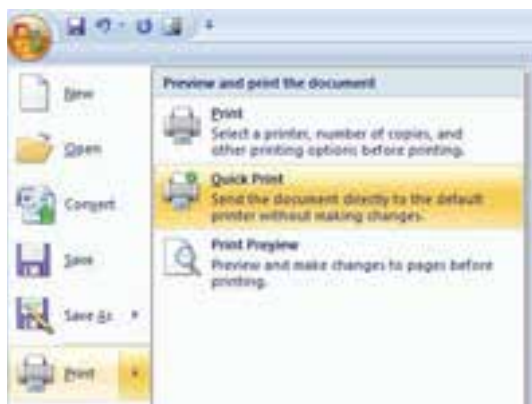 New
Open
Convert
Save
Save As
Print
Preview and print the document
Print
Select a printer, number of copies, and
other printing options before printing.
Quick Print
Send the document directly to the default
printer without making changes.
Print Preview
Preview and make changes to pages before
printing.